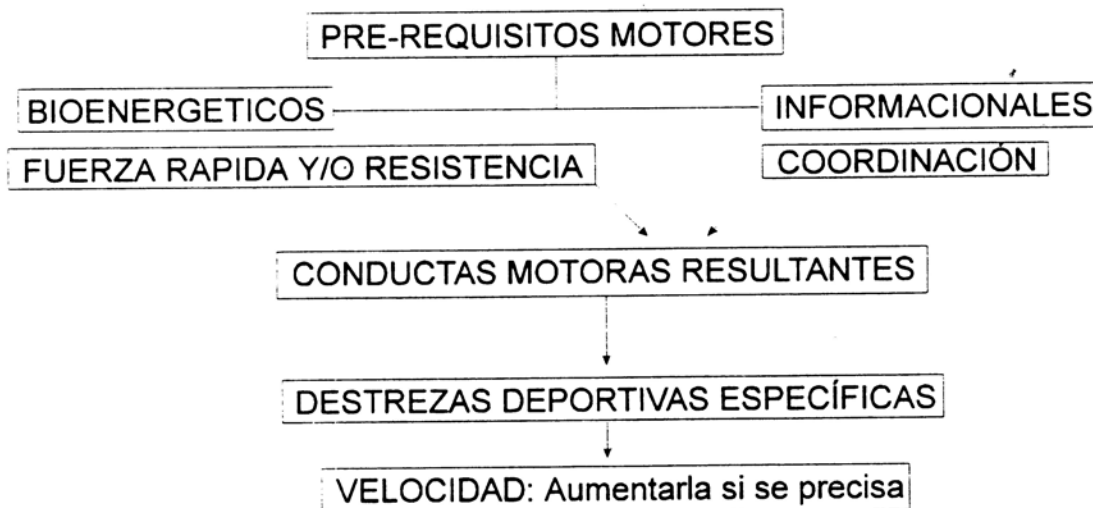 PRE-REQUISITOS MOTORES
BIOENERGETICOS
INFORMACIONALES
FUERZA RAPIDA Y/O RESISTENCIA
COORDINACIÓN
CONDUCTAS MOTORAS RESULTANTES
DESTREZAS DEPORTIVAS ESPECÍFICAS
VELOCIDAD: Aumentarla si se precisa